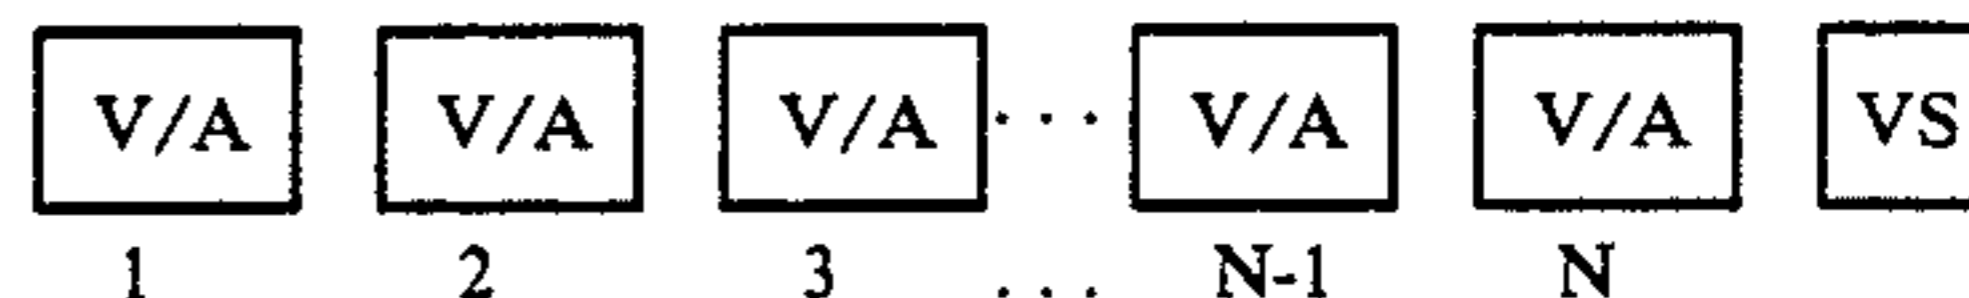 V/A V/A V/A ... V/A V/A VS
1 2 3 ... N-1 N